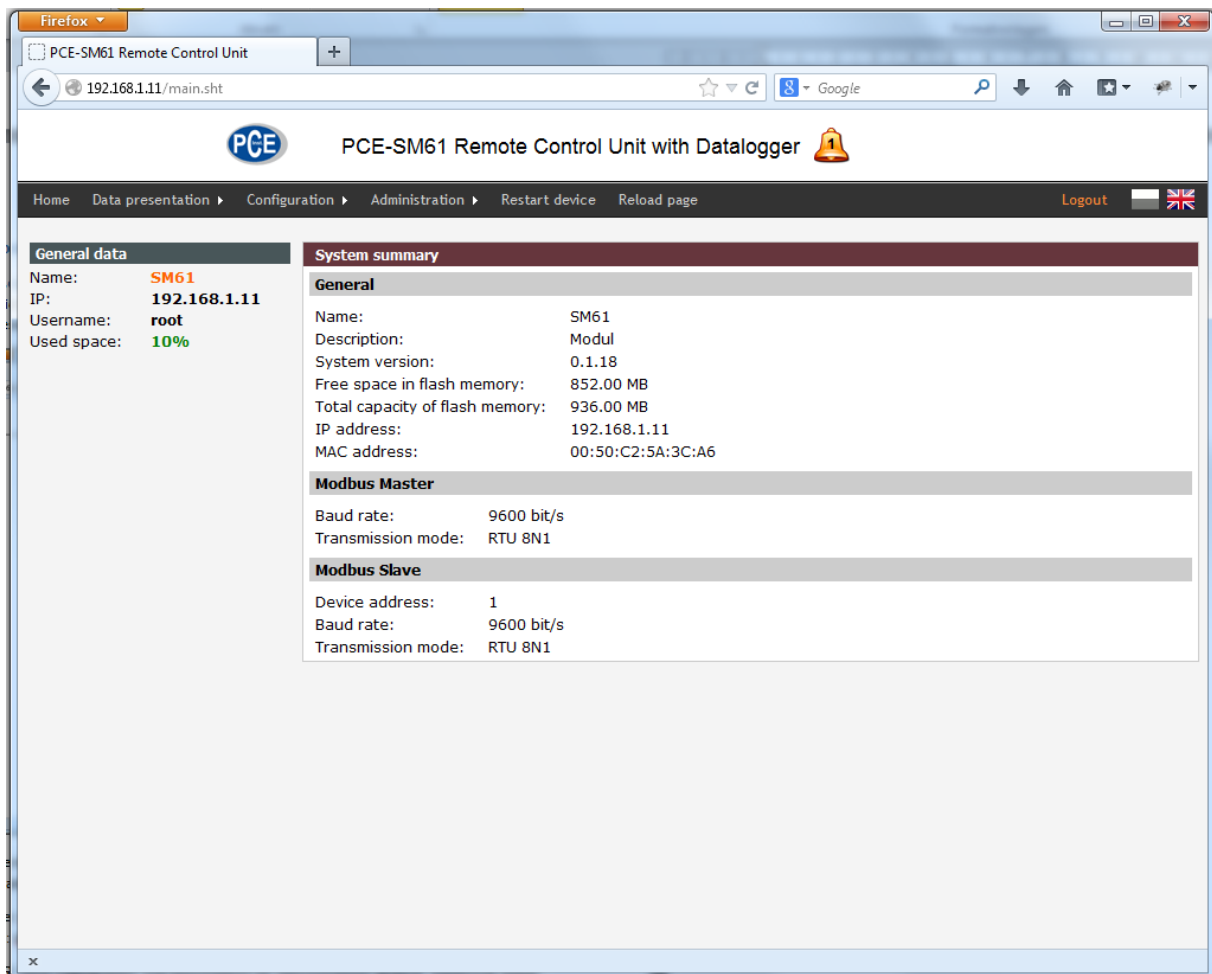 Firefox
PCE-SM61 Remote Control Unit
192.168.1.11/main.sht
8 Google
PCE PCE-SM61 Remote Control Unit with Datalogger 1
Home Data presentation Configuration Administration Restart device Reload page Logout
General data
Name: SM61
IP: 192.168.1.11
Username: root
Used space: 10%
System summary
General
Name: SM61
Description: Modul
System version: 0.1.18
Free space in flash memory: 852.00 MB
Total capacity of flash memory: 936.00 MB
IP address: 192.168.1.11
MAC address: 00:50:C2:5A:3C:A6
Modbus Master
Baud rate: 9600 bit/s
Transmission mode: RTU 8N1
Modbus Slave
Device address: 1
Baud rate: 9600 bit/s
Transmission mode: RTU 8N1